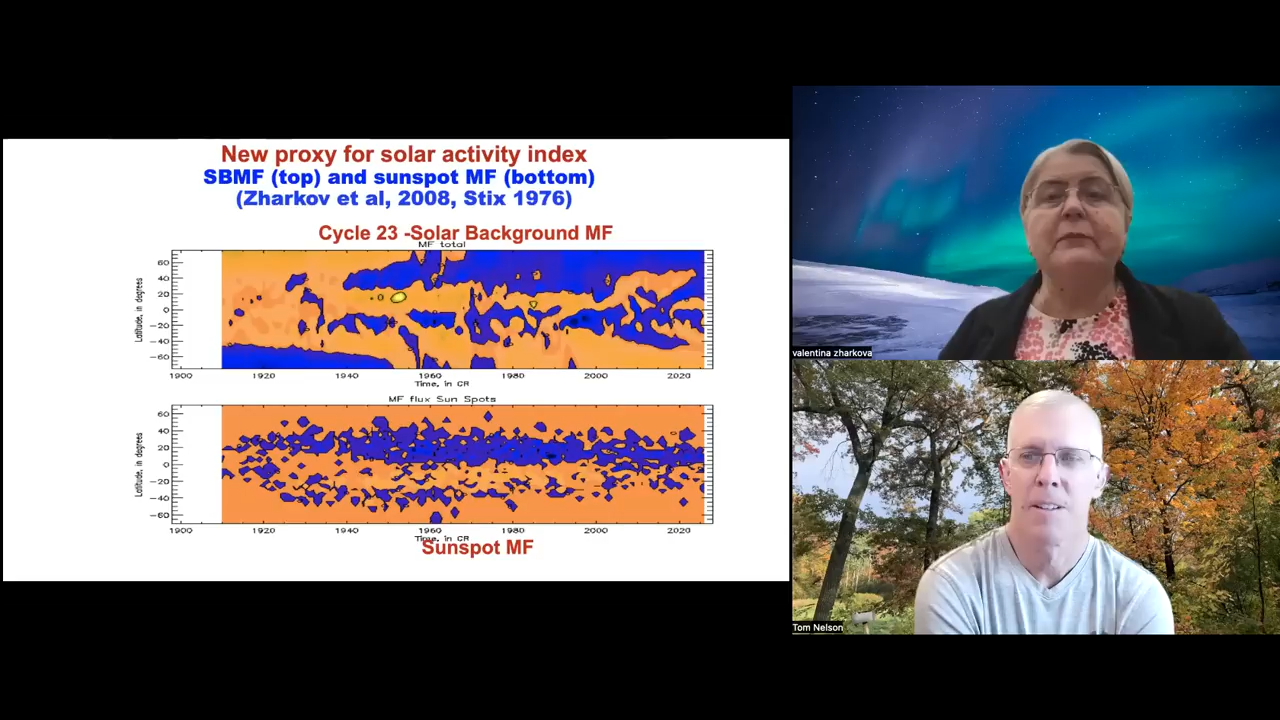 New proxy for solar activity index
SBMF (top) and sunspot MF (bottom)
(Zharkov et al, 2008, Stix 1976)
Cycle 23 -Solar Background MF
MF total
Latitude, in degrees
60
40
20
0
−20
−40
−60
1900 1920 1940 1960 1980 2000 2020
Time, in CR
MF flux Sun Spots
Latitude, in degrees
60
40
20
0
−20
−40
−60
1900 1920 1940 1960 1980 2000 2020
Time, in CR
Sunspot MF
valentina zharkova
Tom Nelson